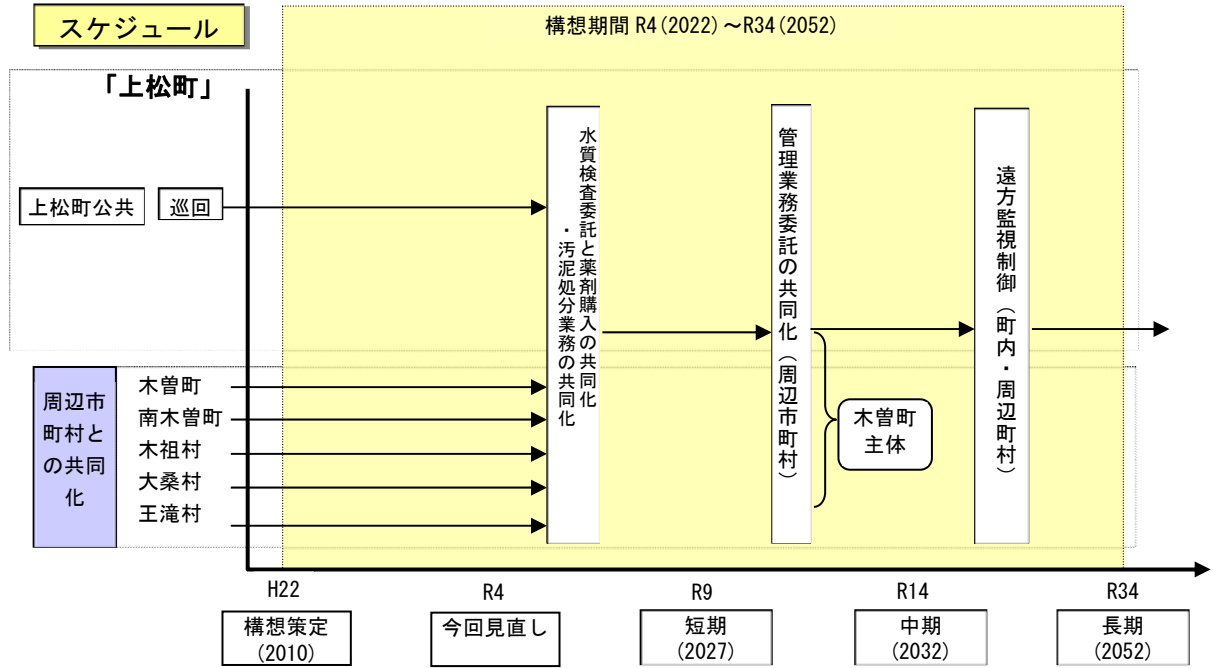 スケジュール
構想期間 R4(2022)～R34(2052)
「上松町」
上松町公共
巡回
水質検査委託と薬剤購入の共同化
・汚泥処分業務の共同化
管理業務委託の共同化（周辺市町村）
遠方監視制御（町内・周辺町村）
周辺市
町村と
の共同
化
木曽町
南木曽町
木祖村
大桑村
王滝村
木曽町
主体
H22
R4
R9
R14
R34
構想策定
(2010)
今回見直し
短期
(2027)
中期
(2032)
長期
(2052)